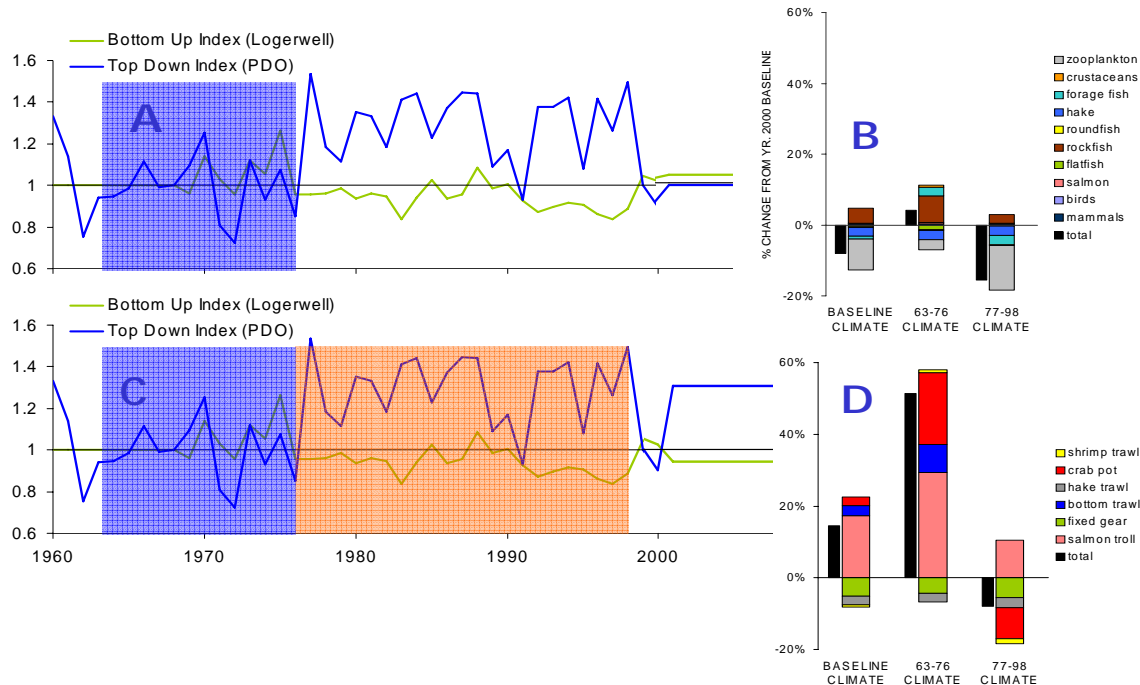 Bottom Up Index (Logerwell)
Top Down Index (PDO)
1.6
1.4
1.2
1
0.8
0.6
A
Bottom Up Index (Logerwell)
Top Down Index (PDO)
1.6
1.4
1.2
1
0.8
0.6
C
1960
1970
1980
1990
2000
% CHANGE FROM YR. 2000 BASELINE
60%
40%
20%
0%
-20%
B
BASELINE CLIMATE
63-76 CLIMATE
77-98 CLIMATE
zooplankton
crustaceans
forage fish
hake
roundfish
rockfish
flatfish
salmon
birds
mammals
total
60%
40%
20%
0%
-20%
D
BASELINE CLIMATE
63-76 CLIMATE
77-98 CLIMATE
shrimp trawl
crab pot
hake trawl
bottom trawl
fixed gear
salmon troll
total